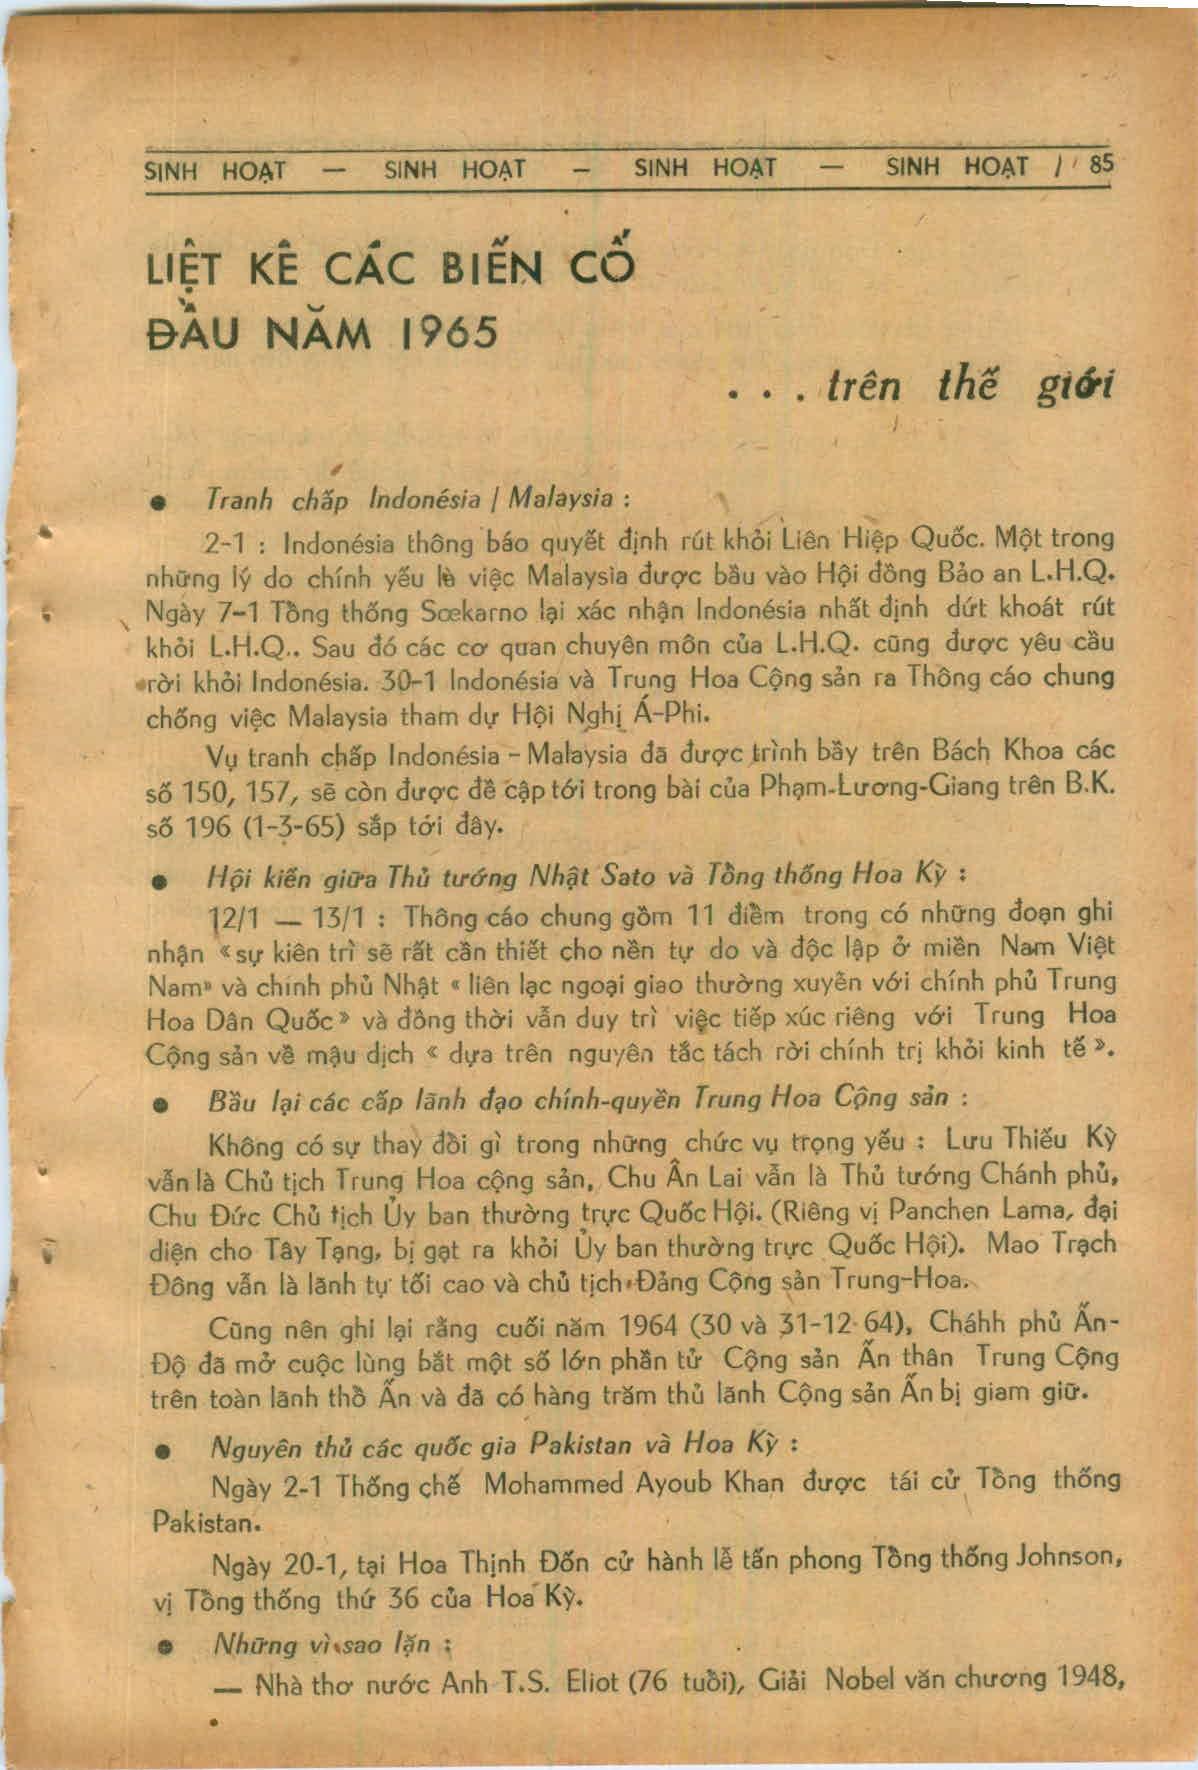 SINH HOẠT — SINH HOẠT — SINH HOẠT — SINH HOẠT / 85
LIỆT KÊ CÁC BIẾN CỐ
ĐẦU NĂM 1965
... trên thế giới
● Tranh chấp Indonésia / Malaysia :
2-1 : Indonésia thông báo quyết định rút khỏi Liên Hiệp Quốc. Một trong
những lý do chính yếu là việc Malaysia được bầu vào Hội đồng Bảo an L.H.Q.
Ngày 7-1 Tổng thống Sœkarno lại xác nhận Indonésia nhất định dứt khoát rút
khỏi L.H.Q.. Sau đó các cơ quan chuyên môn của L.H.Q. cũng được yêu cầu
rời khỏi Indonésia. 30-1 Indonésia và Trung Hoa Cộng sản ra Thông cáo chung
chống việc Malaysia tham dự Hội Nghị Á-Phi.
Vụ tranh chấp Indonésia - Malaysia đã được trình bầy trên Bách Khoa các
số 150, 157, sẽ còn được đề cập tới trong bài của Phạm-Lương-Giang trên B.K.
số 196 (1-3-65) sắp tới đây.
● Hội kiến giữa Thủ tướng Nhật Sato và Tổng thống Hoa Kỳ :
12/1 — 13/1 : Thông cáo chung gồm 11 điểm trong có những đoạn ghi
nhận «sự kiên trì sẽ rất cần thiết cho nền tự do và độc lập ở miền Nam Việt
Nam» và chính phủ Nhật « liên lạc ngoại giao thường xuyên với chính phủ Trung
Hoa Dân Quốc» và đồng thời vẫn duy trì việc tiếp xúc riêng với Trung Hoa
Cộng sản về mậu dịch « dựa trên nguyên tắc tách rời chính trị khỏi kinh tế ».
● Bầu lại các cấp lãnh đạo chính-quyền Trung Hoa Cộng sản :
Không có sự thay đổi gì trong những chức vụ trọng yếu : Lưu Thiếu Kỳ
vẫn là Chủ tịch Trung Hoa cộng sản, Chu Ân Lai vẫn là Thủ tướng Chánh phủ,
Chu Đức Chủ tịch Ủy ban thường trực Quốc Hội. (Riêng vị Panchen Lama, đại
diện cho Tây Tạng, bị gạt ra khỏi Ủy ban thường trực Quốc Hội). Mao Trạch
Đông vẫn là lãnh tụ tối cao và chủ tịch Đảng Cộng sản Trung-Hoa.
Cũng nên ghi lại rằng cuối năm 1964 (30 và 31-12-64), Cháhh phủ Ấn-
Độ đã mở cuộc lùng bắt một số lớn phần tử Cộng sản Ấn thân Trung Cộng
trên toàn lãnh thổ Ấn và đã có hàng trăm thủ lãnh Cộng sản Ấn bị giam giữ.
● Nguyên thủ các quốc gia Pakistan và Hoa Kỳ :
Ngày 2-1 Thống chế Mohammed Ayoub Khan được tái cử Tổng thống
Pakistan.
Ngày 20-1, tại Hoa Thịnh Đốn cử hành lễ tấn phong Tổng thống Johnson,
vị Tổng thống thứ 36 của Hoa Kỳ.
● Những vì sao lặn :
— Nhà thơ nước Anh T.S. Eliot (76 tuổi), Giải Nobel văn chương 1948,